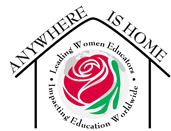 ANYWHERE IS HOME
• Leading Women Educators •
Impacting Education Worldwide